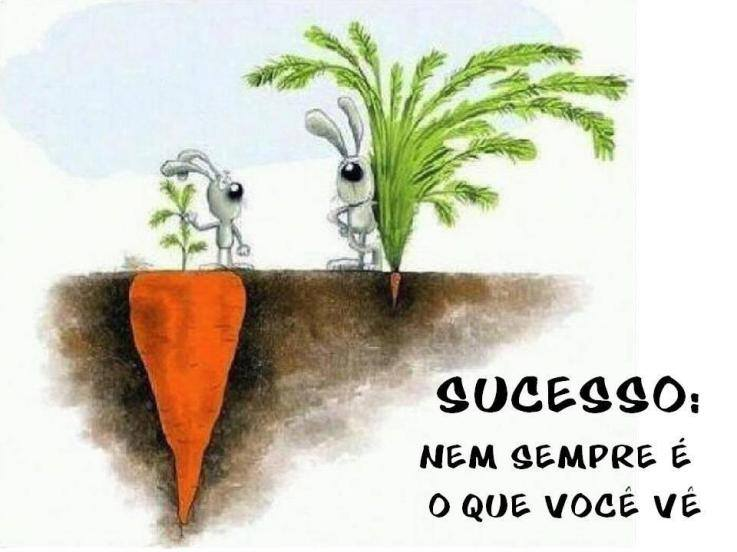 SUCESSO:
NEM SEMPRE É
O QUE VOCÊ VÊ